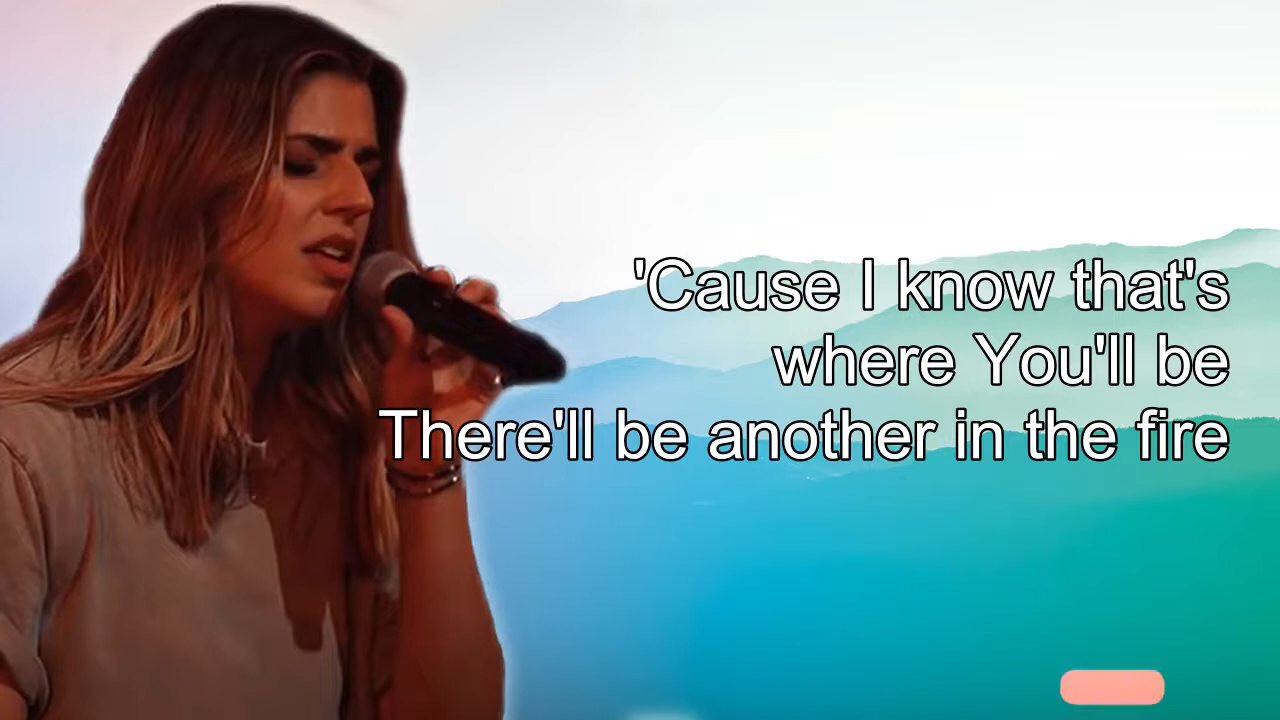 'Cause I know that's
where You'll be
There'll be another in the fire